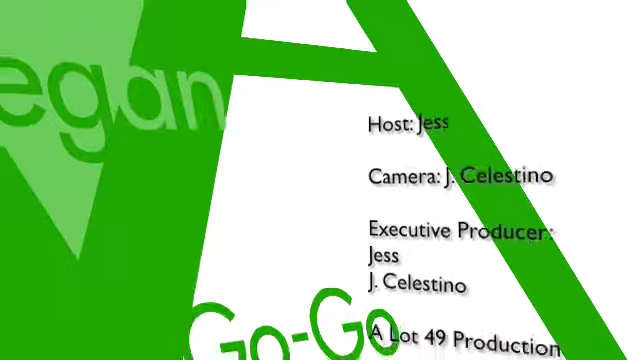 egan
Go-Go
Host: Jess
Camera: J. Celestino
Executive Producer:
Jess
J. Celestino
A Lot 49 Production